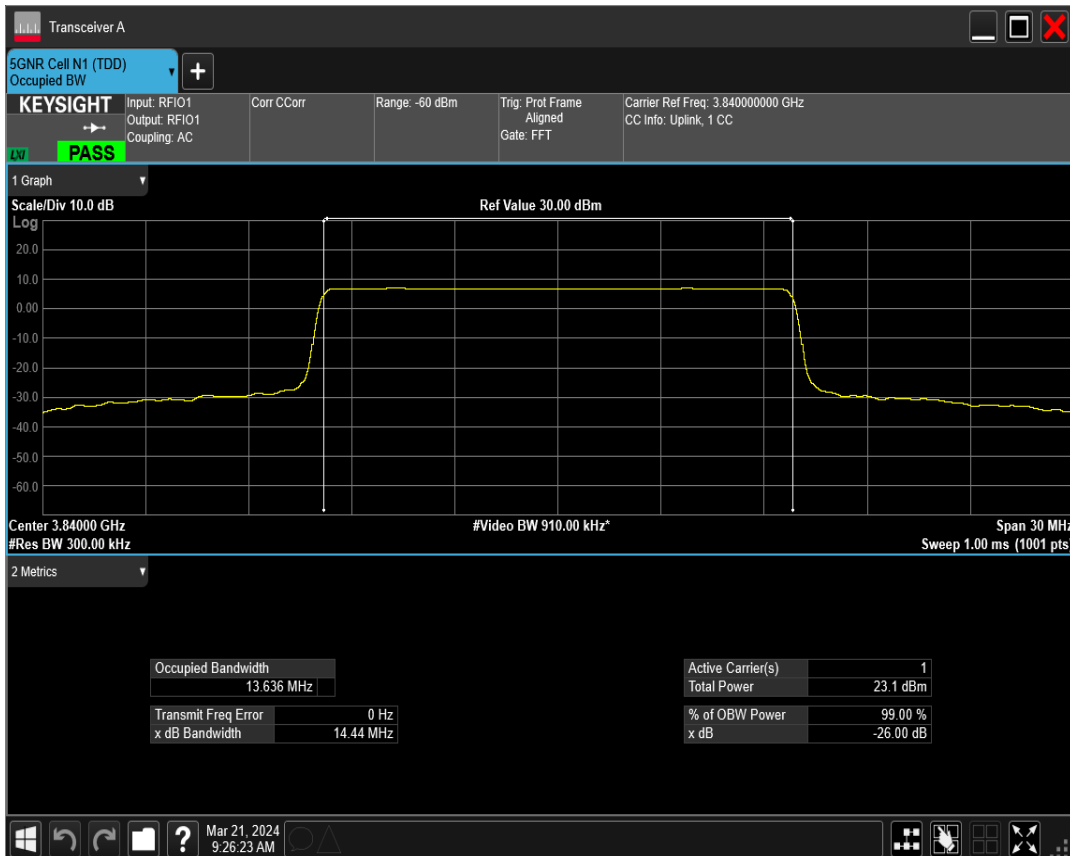 Transceiver A
5GNR Cell N1 (TDD)
Occupied BW
KEYSIGHT
LXI
PASS
Input: RFIO1
Output: RFIO1
Coupling: AC
Corr CCorr
Range: -60 dBm
Trig: Prot Frame
Aligned
Gate: FFT
Carrier Ref Freq: 3.840000000 GHz
CC Info: Uplink, 1 CC
1 Graph
Scale/Div 10.0 dB
Ref Value 30.00 dBm
Log
20.0
10.0
0.00
-10.0
-20.0
-30.0
-40.0
-50.0
-60.0
Center 3.84000 GHz
#Video BW 910.00 kHz*
Span 30 MHz
#Res BW 300.00 kHz
Sweep 1.00 ms (1001 pts)
2 Metrics
Occupied Bandwidth
13.636 MHz
Transmit Freq Error 0 Hz
x dB Bandwidth 14.44 MHz
Active Carrier(s) 1
Total Power 23.1 dBm
% of OBW Power 99.00 %
x dB -26.00 dB
?
Mar 21, 2024
9:26:23 AM